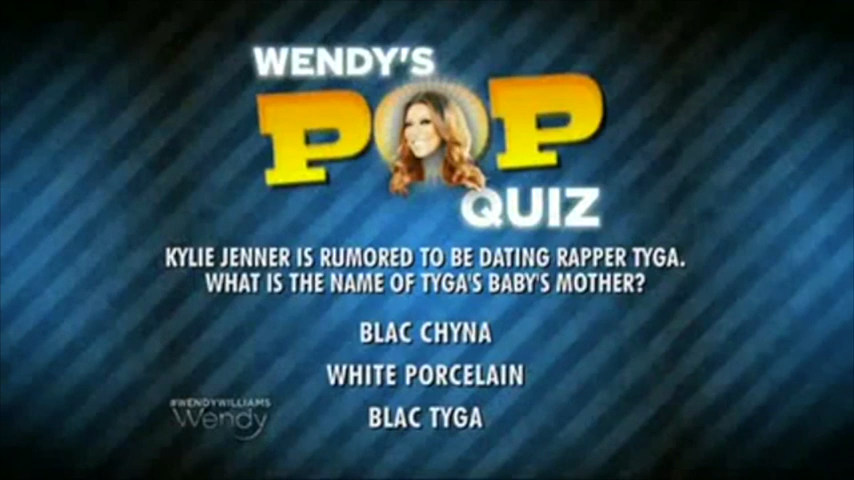 WENDY'S
POP
QUIZ
KYLIE JENNER IS RUMORED TO BE DATING RAPPER TYGA.
WHAT IS THE NAME OF TYGA'S BABY'S MOTHER?
BLAC CHYNA
WHITE PORCELAIN
BLAC TYGA
#WENDYWILLIAMS
Wendy